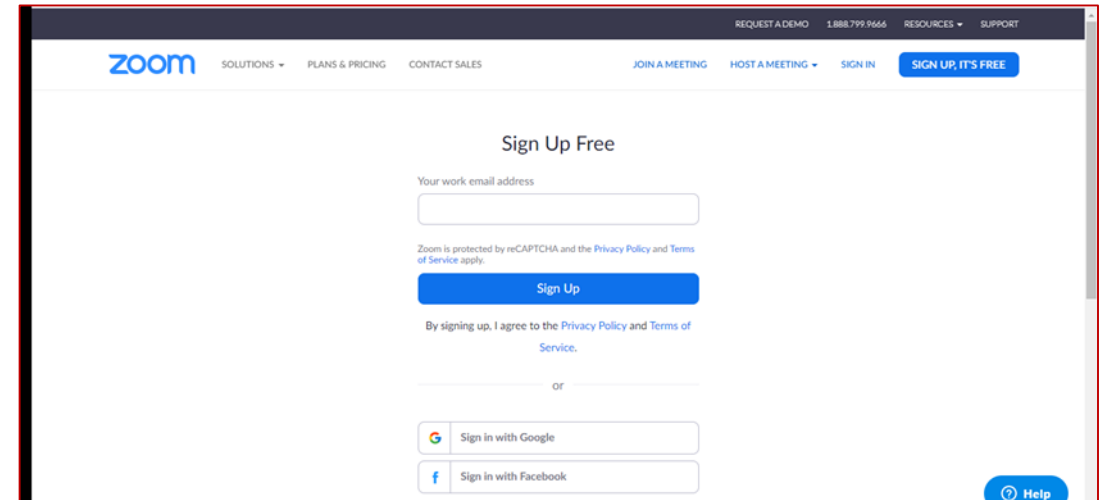 REQUEST A DEMO 1.888.799.9666 RESOURCES SUPPORT
zoom SOLUTIONS PLANS & PRICING CONTACT SALES JOIN A MEETING HOST A MEETING SIGN IN SIGN UP, IT'S FREE
Sign Up Free
Your work email address
Zoom is protected by reCAPTCHA and the Privacy Policy and Terms
of Service apply.
Sign Up
By signing up, I agree to the Privacy Policy and Terms of
Service.
or
G Sign in with Google
f Sign in with Facebook
? Help